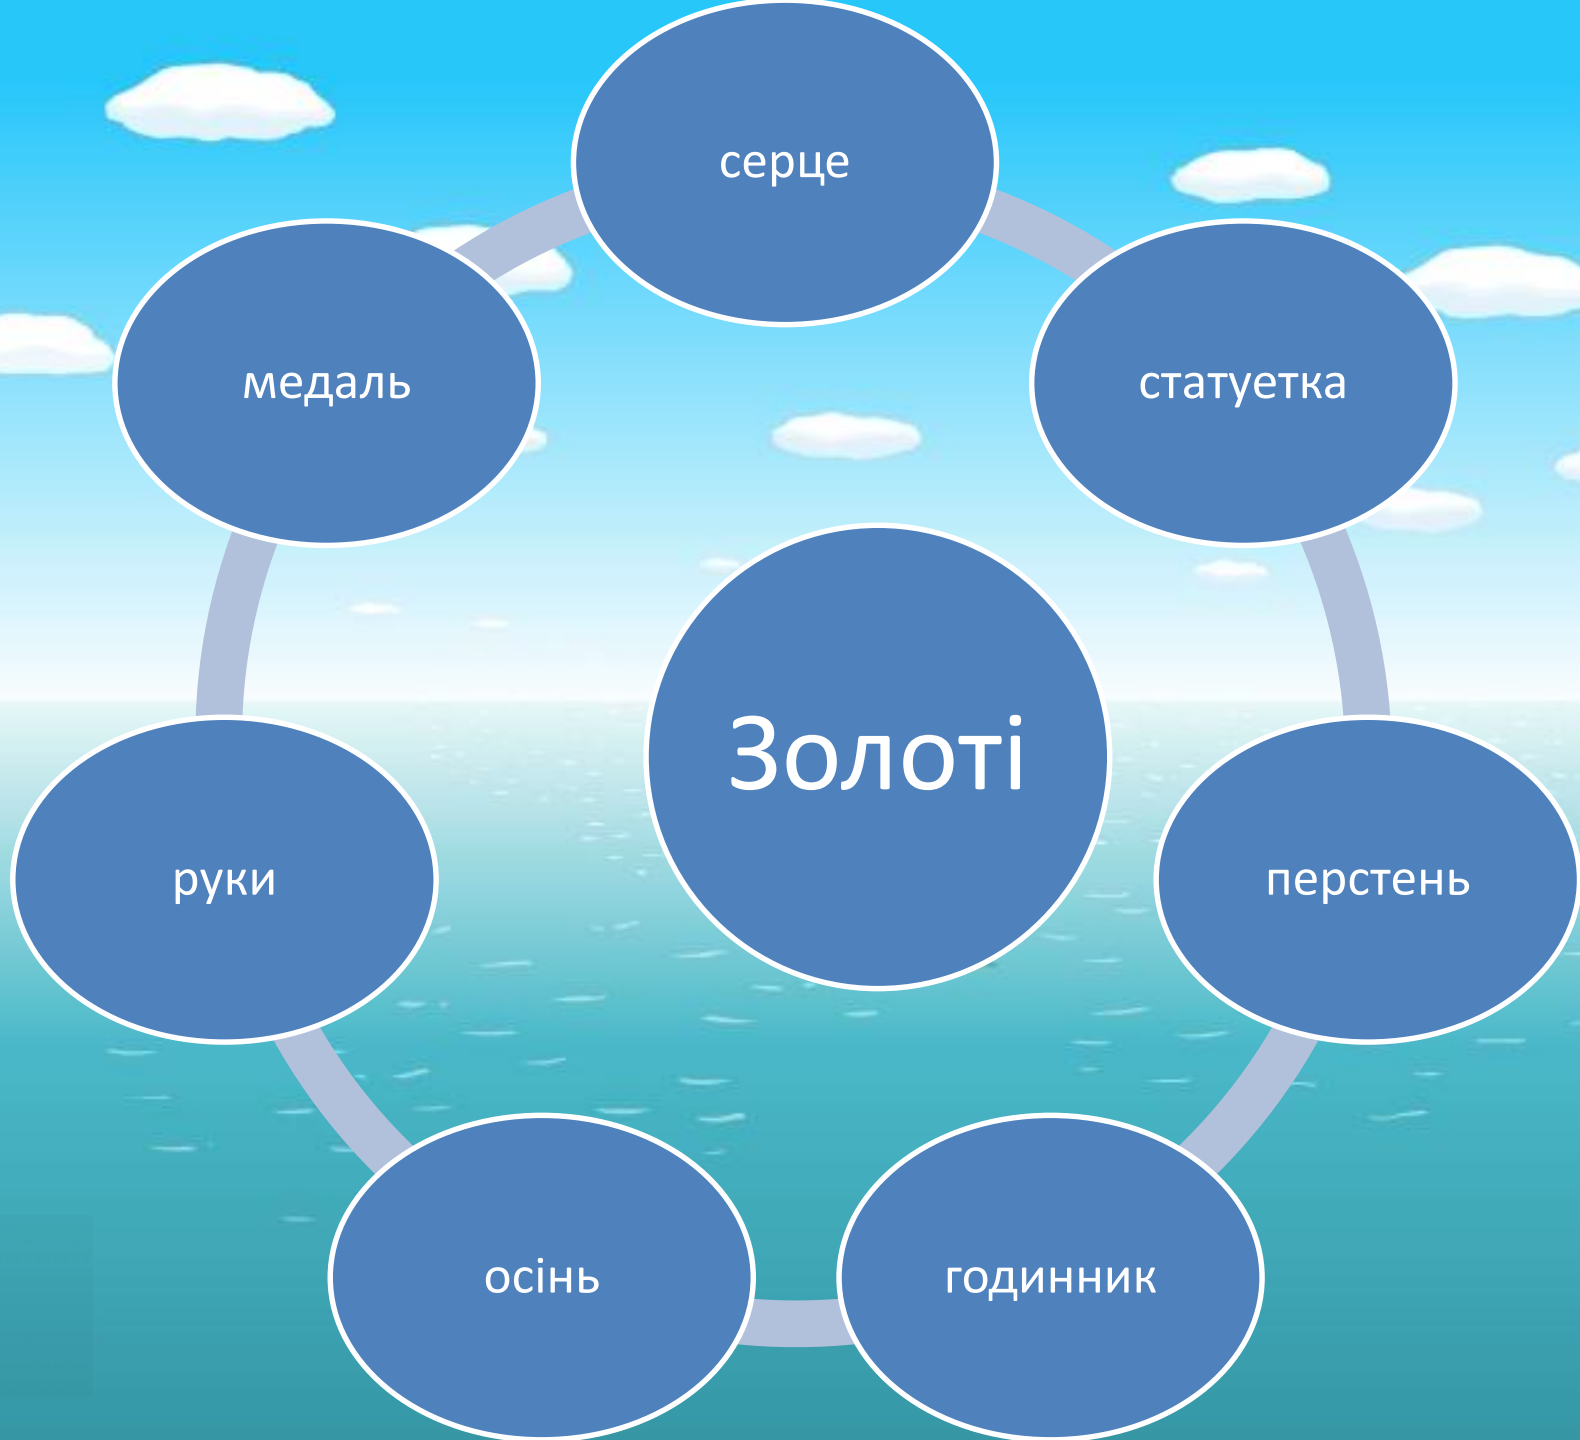 серце
медаль
статуетка
Золоті
руки
перстень
осінь
годинник